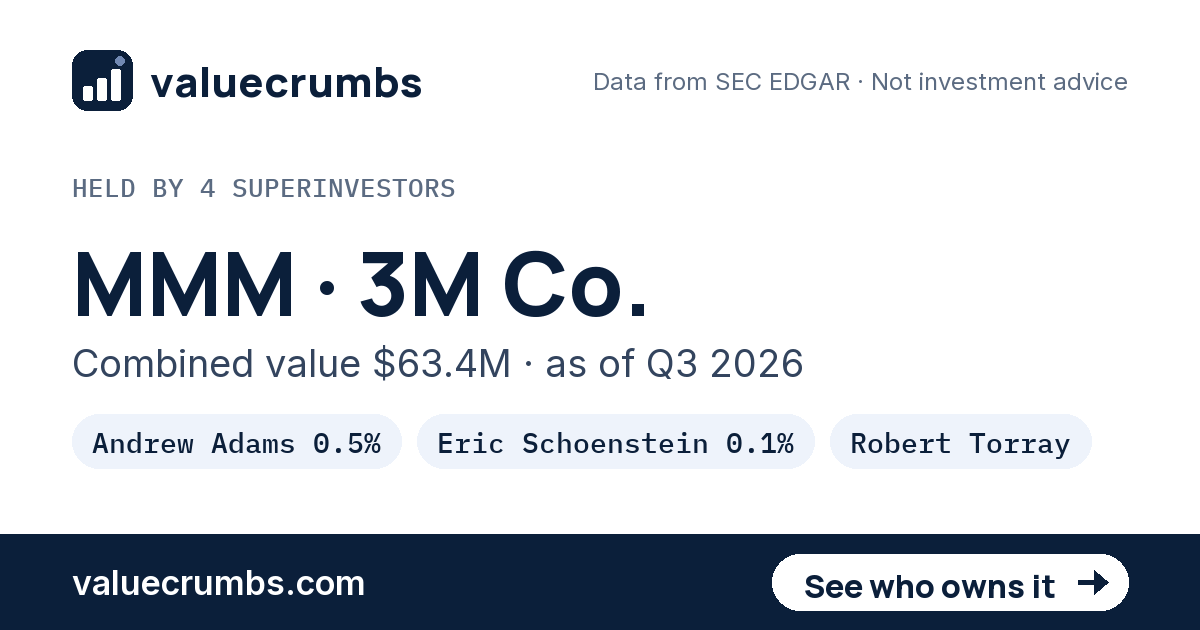 valuecrumbs
Data from SEC EDGAR · Not investment advice
HELD BY 4 SUPERINVESTORS
MMM · 3M Co.
Combined value $63.4M · as of Q3 2026
Andrew Adams 0.5%
Eric Schoenstein 0.1%
Robert Torray
valuecrumbs.com
See who owns it →